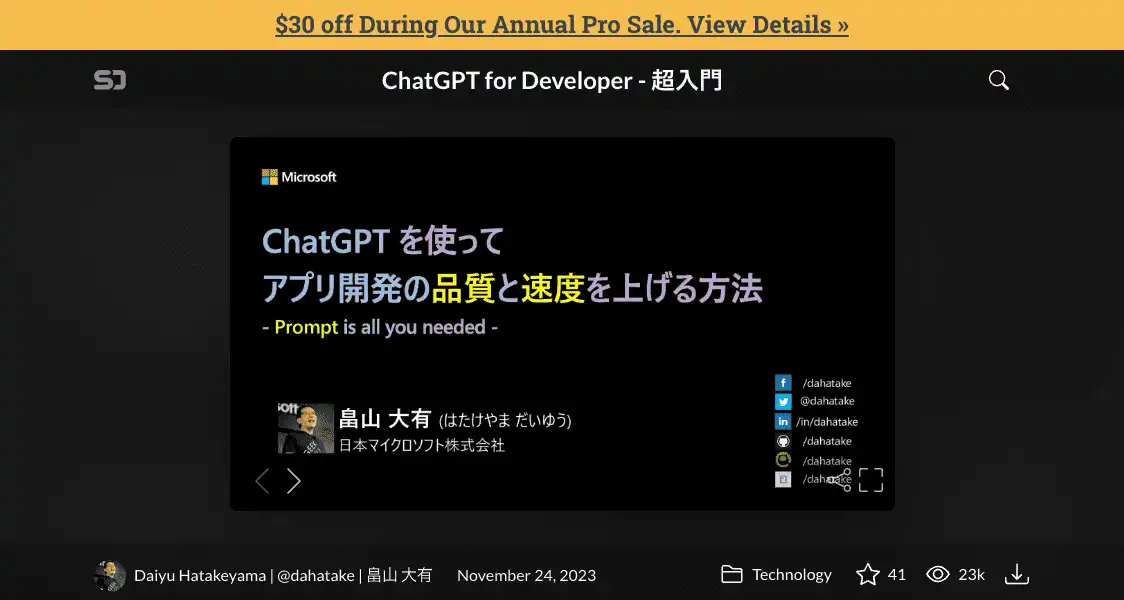 $30 off During Our Annual Pro Sale. View Details »
ChatGPT for Developer - 超入門
Microsoft
ChatGPT を使って
アプリ開発の品質と速度を上げる方法
- Prompt is all you needed -
畠山 大有 (はたけやま だいゆう)
日本マイクロソフト株式会社
/dahatake
@dahatake
/in/dahatake
/dahatake
/dahatake
/dahatake
Daiyu Hatakeyama | @dahatake | 畠山 大有
November 24, 2023
Technology
41
23k